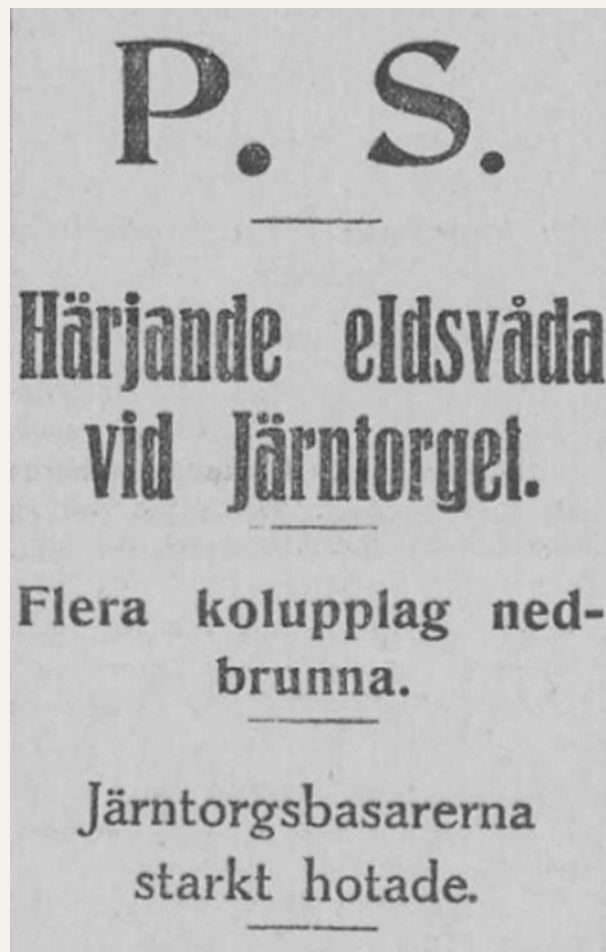 P. S.
Härjande eldsvåda
vid Järntorget.
Flera kolupplag ned-
brunna.
Järntorgsbasarerna
starkt hotade.